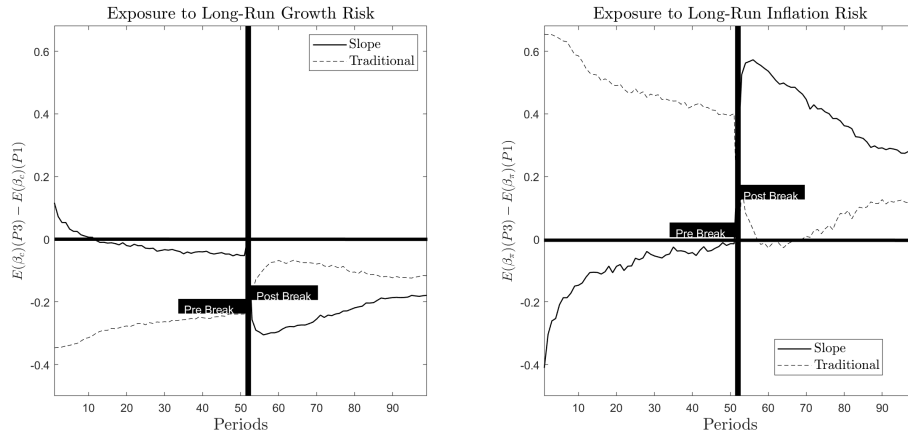 Exposure to Long-Run Growth Risk
E(βc)(P3) − E(βc)(P1)
0.6
0.4
0.2
0
-0.2
-0.4
Slope
Traditional
Pre Break
Post Break
10 20 30 40 50 60 70 80 90
Periods
Exposure to Long-Run Inflation Risk
E(βπ)(P3) − E(βπ)(P1)
0.6
0.4
0.2
0
-0.2
-0.4
Post Break
Pre Break
Slope
Traditional
10 20 30 40 50 60 70 80 90
Periods